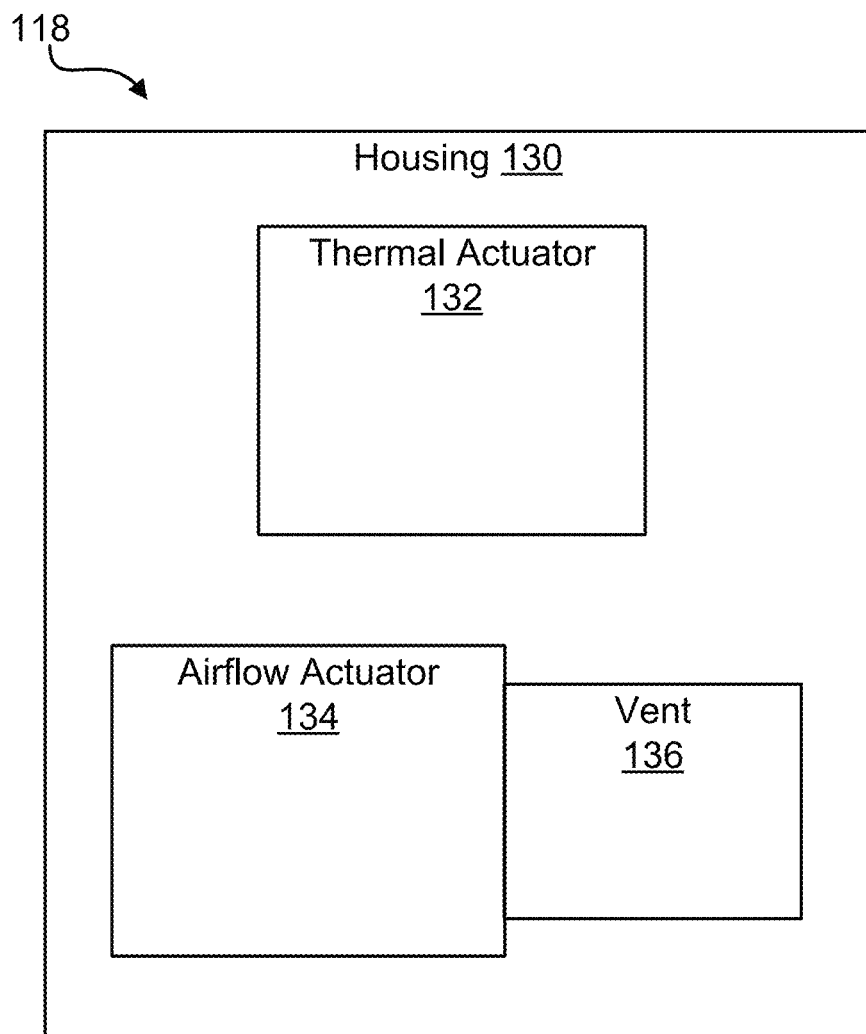 118
Housing 130
Thermal Actuator
132
Airflow Actuator
134
Vent
136